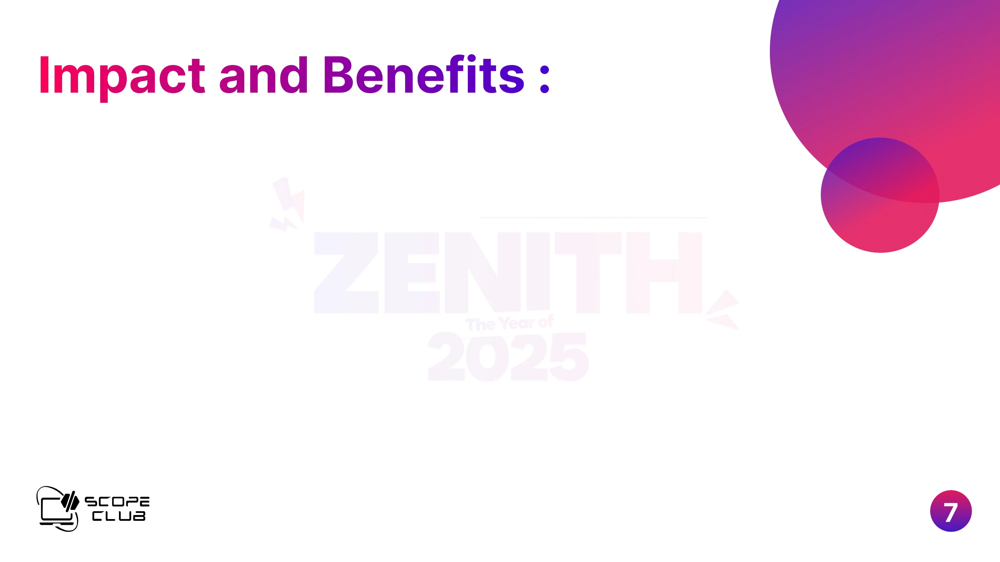 Impact and Benefits :
ZENITH
The Year of
2025
SCOPE
CLUB
7